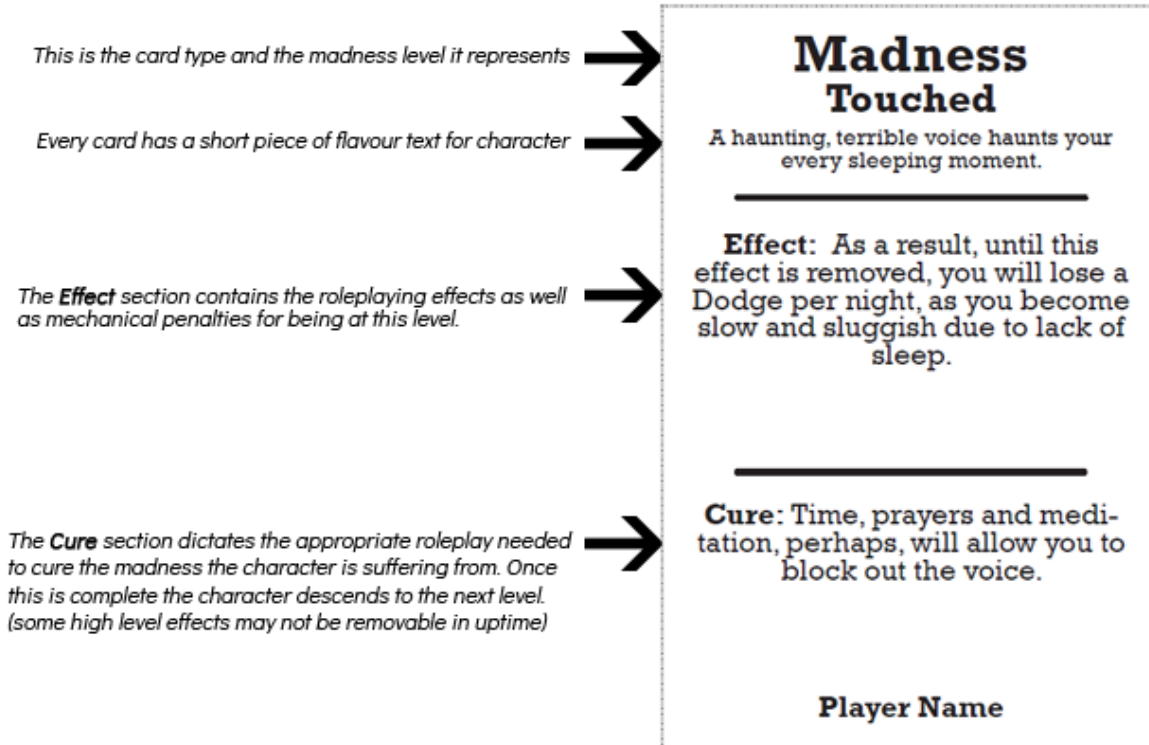 This is the card type and the madness level it represents
Every card has a short piece of flavour text for character
The Effect section contains the roleplaying effects as well
as mechanical penalties for being at this level.
The Cure section dictates the appropriate roleplay needed
to cure the madness the character is suffering from. Once
this is complete the character descends to the next level.
(some high level effects may not be removable in uptime)
Madness
Touched
A haunting, terrible voice haunts your
every sleeping moment.
Effect: As a result, until this
effect is removed, you will lose a
Dodge per night, as you become
slow and sluggish due to lack of
sleep.
Cure: Time, prayers and medi-
tation, perhaps, will allow you to
block out the voice.
Player Name